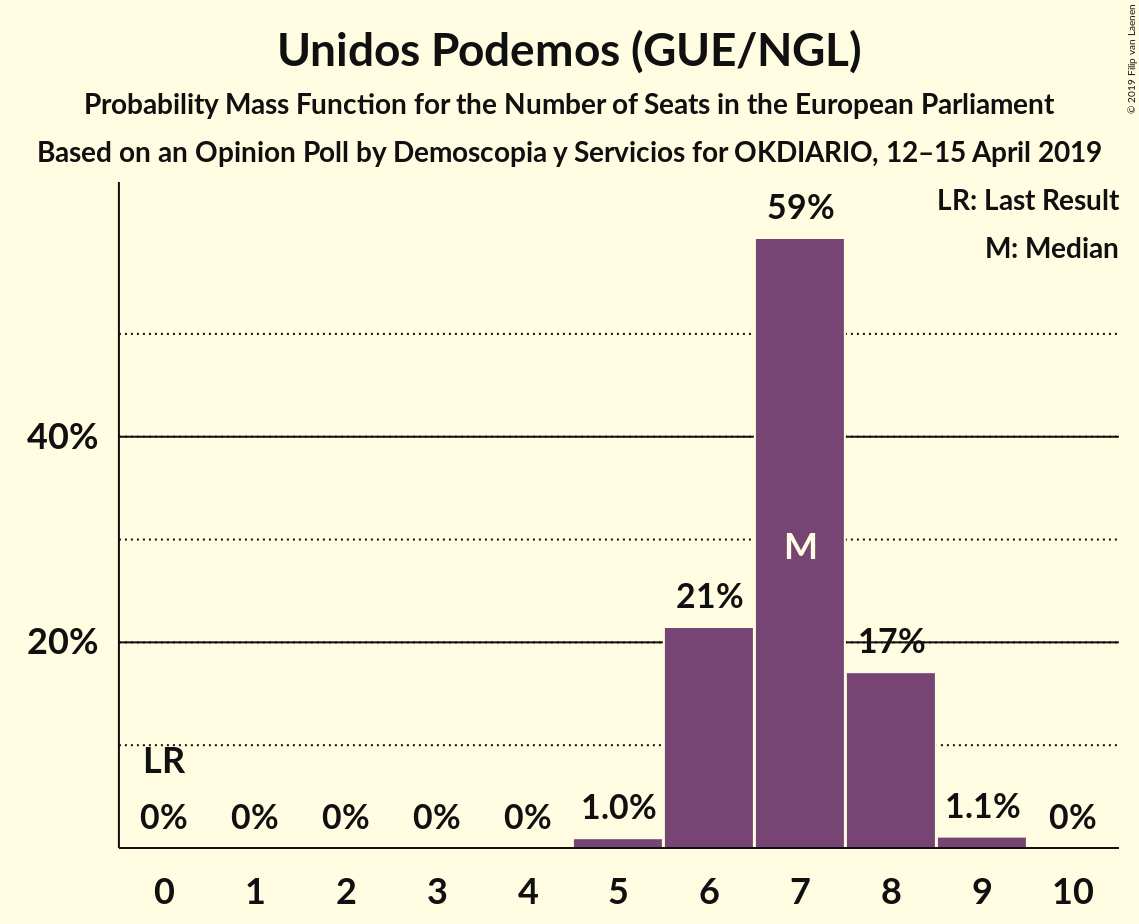 Unidos Podemos (GUE/NGL)
Probability Mass Function for the Number of Seats in the European Parliament
Based on an Opinion Poll by Demoscopia y Servicios for OKDIARIO, 12–15 April 2019
© 2019 Filip van Laenen
LR: Last Result
M: Median
59%
40%
M
21%
20%
17%
LR
0%
0%
0%
0%
0%
1.0%
1.1%
0%
0 1 2 3 4 5 6 7 8 9 10